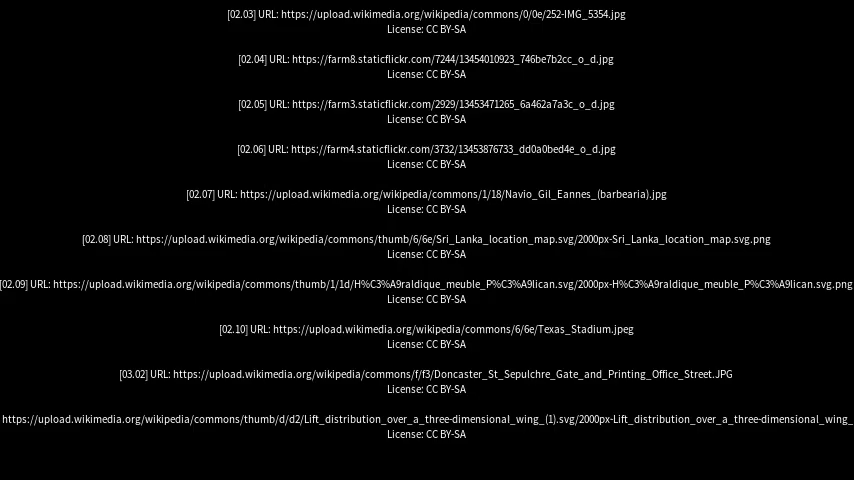 [02.03] URL: https://upload.wikimedia.org/wikipedia/commons/0/0e/252-IMG_5354.jpg
License: CC BY-SA
[02.04] URL: https://farm8.staticflickr.com/7244/13454010923_746be7b2cc_o_d.jpg
License: CC BY-SA
[02.05] URL: https://farm3.staticflickr.com/2929/13453471265_6a462a7a3c_o_d.jpg
License: CC BY-SA
[02.06] URL: https://farm4.staticflickr.com/3732/13453876733_dd0a0bed4e_o_d.jpg
License: CC BY-SA
[02.07] URL: https://upload.wikimedia.org/wikipedia/commons/1/18/Navio_Gil_Eannes_(barbearia).jpg
License: CC BY-SA
[02.08] URL: https://upload.wikimedia.org/wikipedia/commons/thumb/6/6e/Sri_Lanka_location_map.svg/2000px-Sri_Lanka_location_map.svg.png
License: CC BY-SA
[02.09] URL: https://upload.wikimedia.org/wikipedia/commons/thumb/1/1d/H%C3%A9raldique_meuble_P%C3%A9lican.svg/2000px-H%C3%A9raldique_meuble_P%C3%A9lican.svg.png
License: CC BY-SA
[02.10] URL: https://upload.wikimedia.org/wikipedia/commons/6/6e/Texas_Stadium.jpeg
License: CC BY-SA
[03.02] URL: https://upload.wikimedia.org/wikipedia/commons/f/f3/Doncaster_St_Sepulchre_Gate_and_Printing_Office_Street.JPG
License: CC BY-SA
https://upload.wikimedia.org/wikipedia/commons/thumb/d/d2/Lift_distribution_over_a_three-dimensional_wing_(1).svg/2000px-Lift_distribution_over_a_three-dimensional_wing_
License: CC BY-SA